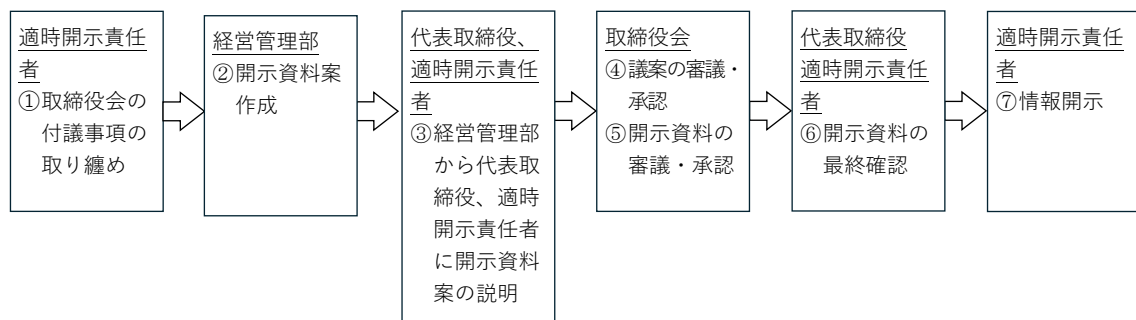 適時開示責任
者
①取締役会の
付議事項の
取り纏め
経営管理部
②開示資料案
作成
代表取締役、
適時開示責任
者
③経営管理部
から代表取
締役、適時
開示責任者
に開示資料
案の説明
取締役会
④議案の審議・
承認
⑤開示資料の
審議・承認
代表取締役
適時開示責任
者
⑥開示資料の
最終確認
適時開示責任
者
⑦情報開示